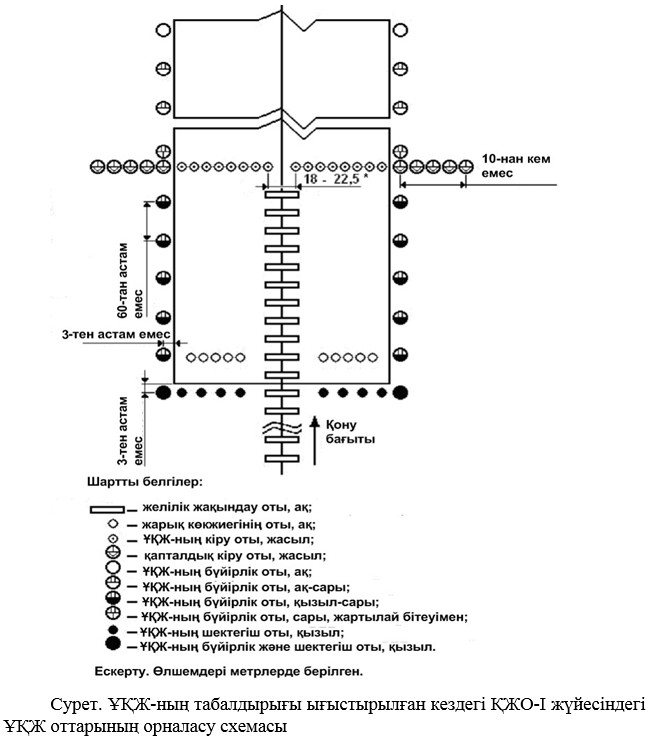 10-нан кем
емес
18 - 22,5 *
60-тан астам
емес
3-тен астам емес
3-тен астам
емес
Қону
бағыты
Шартты белгілер:
– желілік жақындау оты, ақ;
– жарық көкжиегінің оты, ақ;
– ҰҚЖ-ның кіру оты, жасыл;
– қапталдық кіру оты, жасыл;
– ҰҚЖ-ның бүйірлік оты, ақ;
– ҰҚЖ-ның бүйірлік оты, ақ-сары;
– ҰҚЖ-ның бүйірлік оты, қызыл-сары;
– ҰҚЖ-ның бүйірлік оты, сары, жартылай бітеуімен;
– ҰҚЖ-ның шектегіш оты, қызыл;
– ҰҚЖ-ның бүйірлік және шектегіш оты, қызыл.
Ескерту. Өлшемдері метрлерде берілген.
Сурет. ҰҚЖ-ның табалдырығы ығыстырылған кездегі ҚЖО-I жүйесіндегі
ҰҚЖ оттарының орналасу схемасы